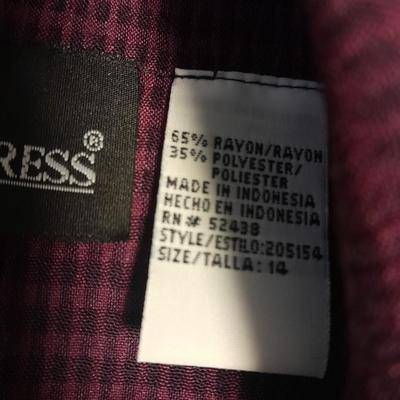 RESS®
65% RAYON/RAYON
35% POLYESTER/
POLIESTER
MADE IN INDONESIA
HECHO EN INDONESIA
RN# 52438
STYLE/ESTILO:205154
SIZE/TALLA: 14